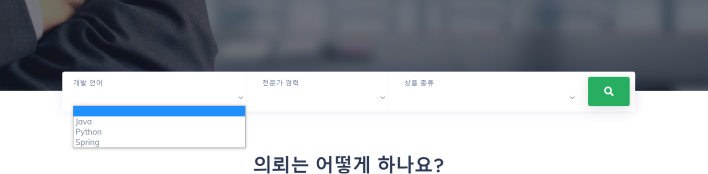 개발 언어
전문가 경력
상품 종류
Java
Python
Spring
의뢰는 어떻게 하나요?